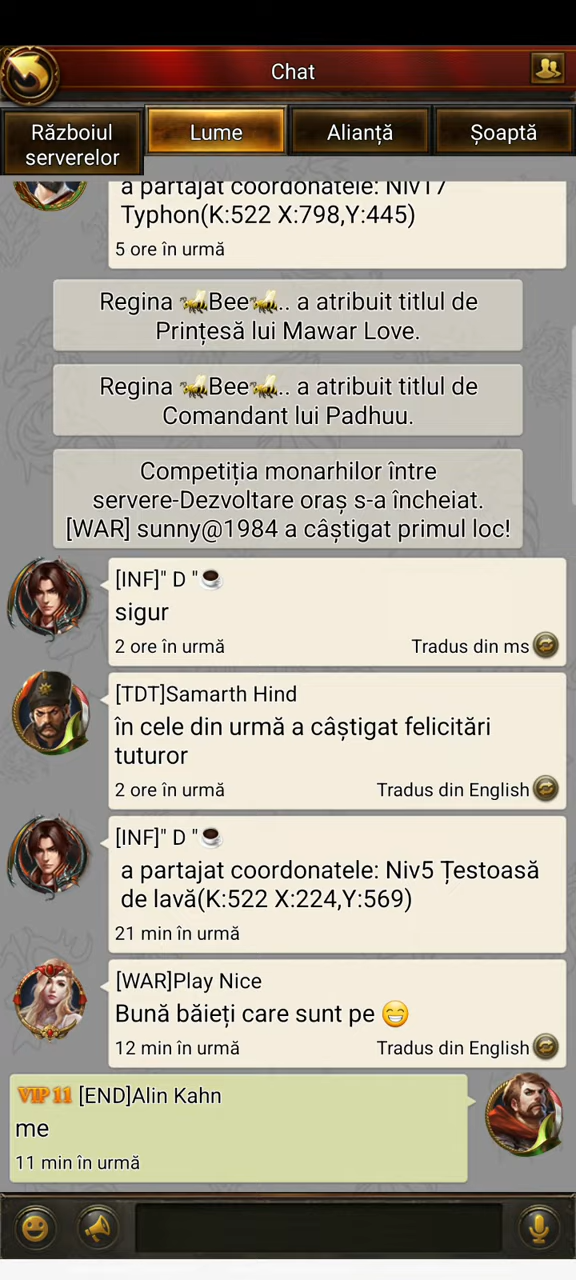 Chat
Războiul
serverelor
Lume
Alianță
Șoaptă
a partajat coordonatele: Niv17
Typhon(K:522 X:798,Y:445)
5 ore în urmă
Regina 🐝Bee🐝.. a atribuit titlul de
Prințesă lui Mawar Love.
Regina 🐝Bee🐝.. a atribuit titlul de
Comandant lui Padhuu.
Competiția monarhilor între
servere-Dezvoltare oraș s-a încheiat.
[WAR] sunny@1984 a câștigat primul loc!
[INF]" D "☕
sigur
2 ore în urmă
Tradus din ms
[TDT]Samarth Hind
în cele din urmă a câștigat felicitări
tuturor
2 ore în urmă
Tradus din English
[INF]" D "☕
a partajat coordonatele: Niv5 Țestoasă
de lavă(K:522 X:224,Y:569)
21 min în urmă
[WAR]Play Nice
Bună băieți care sunt pe 😁
12 min în urmă
Tradus din English
VIP 11 [END]Alin Kahn
me
11 min în urmă